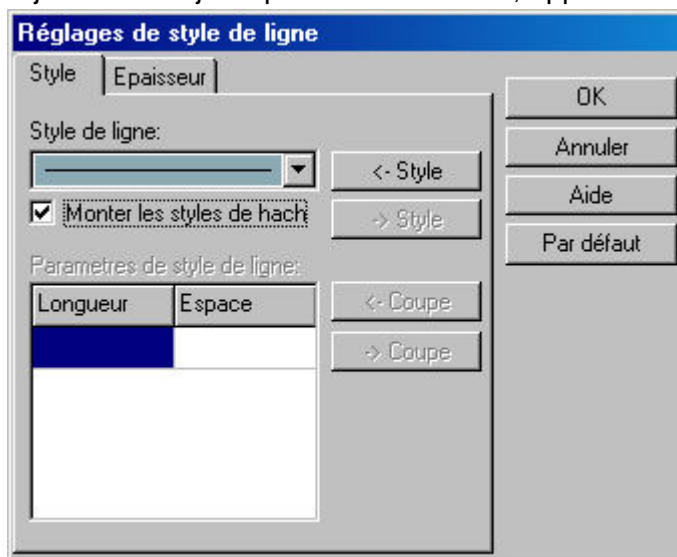 Réglages de style de ligne
Style
Epaisseur
OK
Annuler
Aide
Par défaut
Style de ligne:
<- Style
Monter les styles de hach
-> Style
Parametres de style de ligne:
Longueur
Espace
<- Coupe
-> Coupe